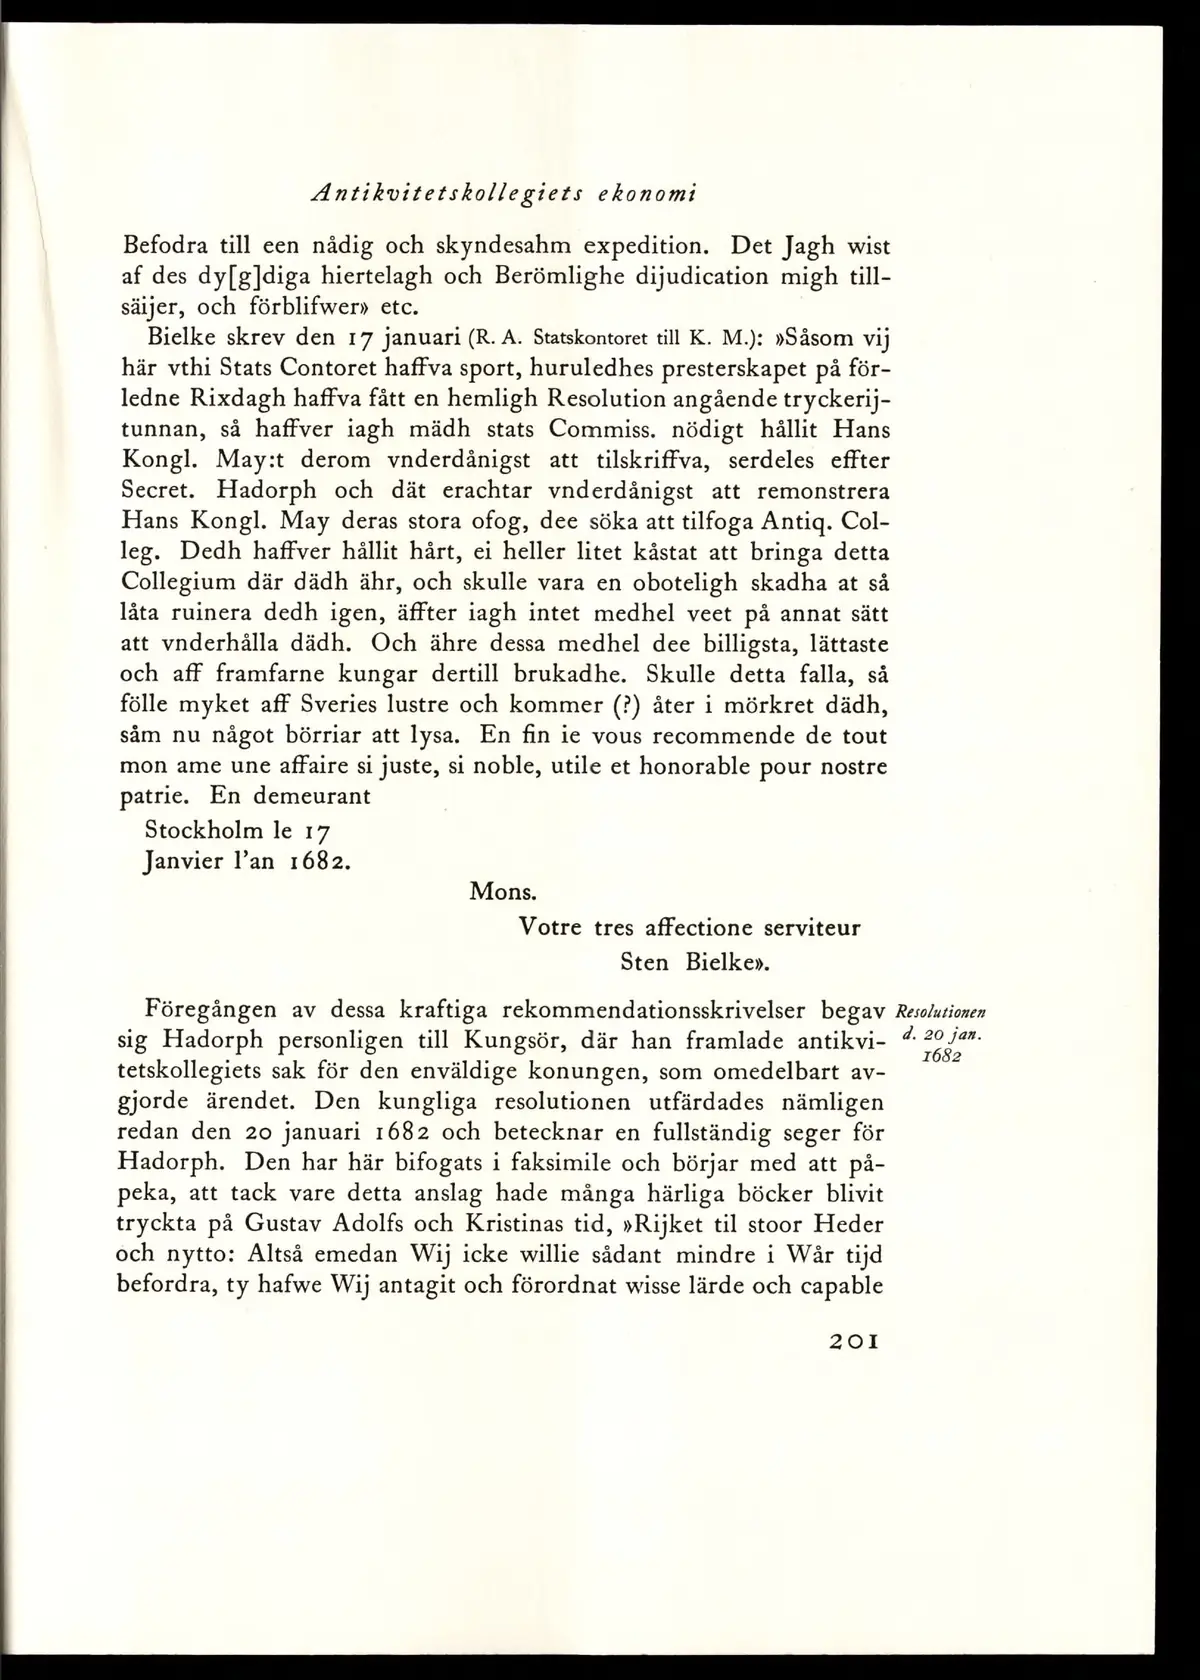 Antikvitetskollegiets ekonomi
Befodra till een nådig och skyndesahm expedition. Det Jagh wist
af des dy[g]diga hiertelagh och Berömlighe dijudication migh till-
säijer, och förblifwer» etc.
Bielke skrev den 17 januari (R. A. Statskontoret till K. M.): »Såsom vij
här vthi Stats Contoret haffva sport, huruledhes presterskapet på för-
ledne Rixdagh haffva fått en hemligh Resolution angående tryckerij-
tunnan, så haffver iagh mädh stats Commiss. nödigt hållit Hans
Kongl. May:t derom vnderdånigst att tilskriffva, serdeles effter
Secret. Hadorph och dät erachtar vnderdånigst att remonstrera
Hans Kongl. May deras stora ofog, dee söka att tilfoga Antiq. Col-
leg. Dedh haffver hållit hårt, ei heller litet kåstat att bringa detta
Collegium där dädh ähr, och skulle vara en oboteligh skadha at så
låta ruinera dedh igen, äffter iagh intet medhel veet på annat sätt
att vnderhålla dädh. Och ähre dessa medhel dee billigsta, lättaste
och aff framfarne kungar dertill brukadhe. Skulle detta falla, så
fölle myket aff Sveries lustre och kommer (?) åter i mörkret dädh,
såm nu något börriar att lysa. En fin ie vous recommende de tout
mon ame une affaire si juste, si noble, utile et honorable pour nostre
patrie. En demeurant
Stockholm le 17
Janvier l'an 1682.
Mons.
Votre tres affectione serviteur
Sten Bielke».
Föregången av dessa kraftiga rekommendationsskrivelser begav
sig Hadorph personligen till Kungsör, där han framlade antikvi-
tetskollegiets sak för den enväldige konungen, som omedelbart av-
gjorde ärendet. Den kungliga resolutionen utfärdades nämligen
redan den 20 januari 1682 och betecknar en fullständig seger för
Hadorph. Den har här bifogats i faksimile och börjar med att på-
peka, att tack vare detta anslag hade många härliga böcker blivit
tryckta på Gustav Adolfs och Kristinas tid, »Rijket til stoor Heder
och nytto: Altså emedan Wij icke willie sådant mindre i Wår tijd
befordra, ty hafwe Wij antagit och förordnat wisse lärde och capable
Resolutionen
d. 20 jan.
1682
201